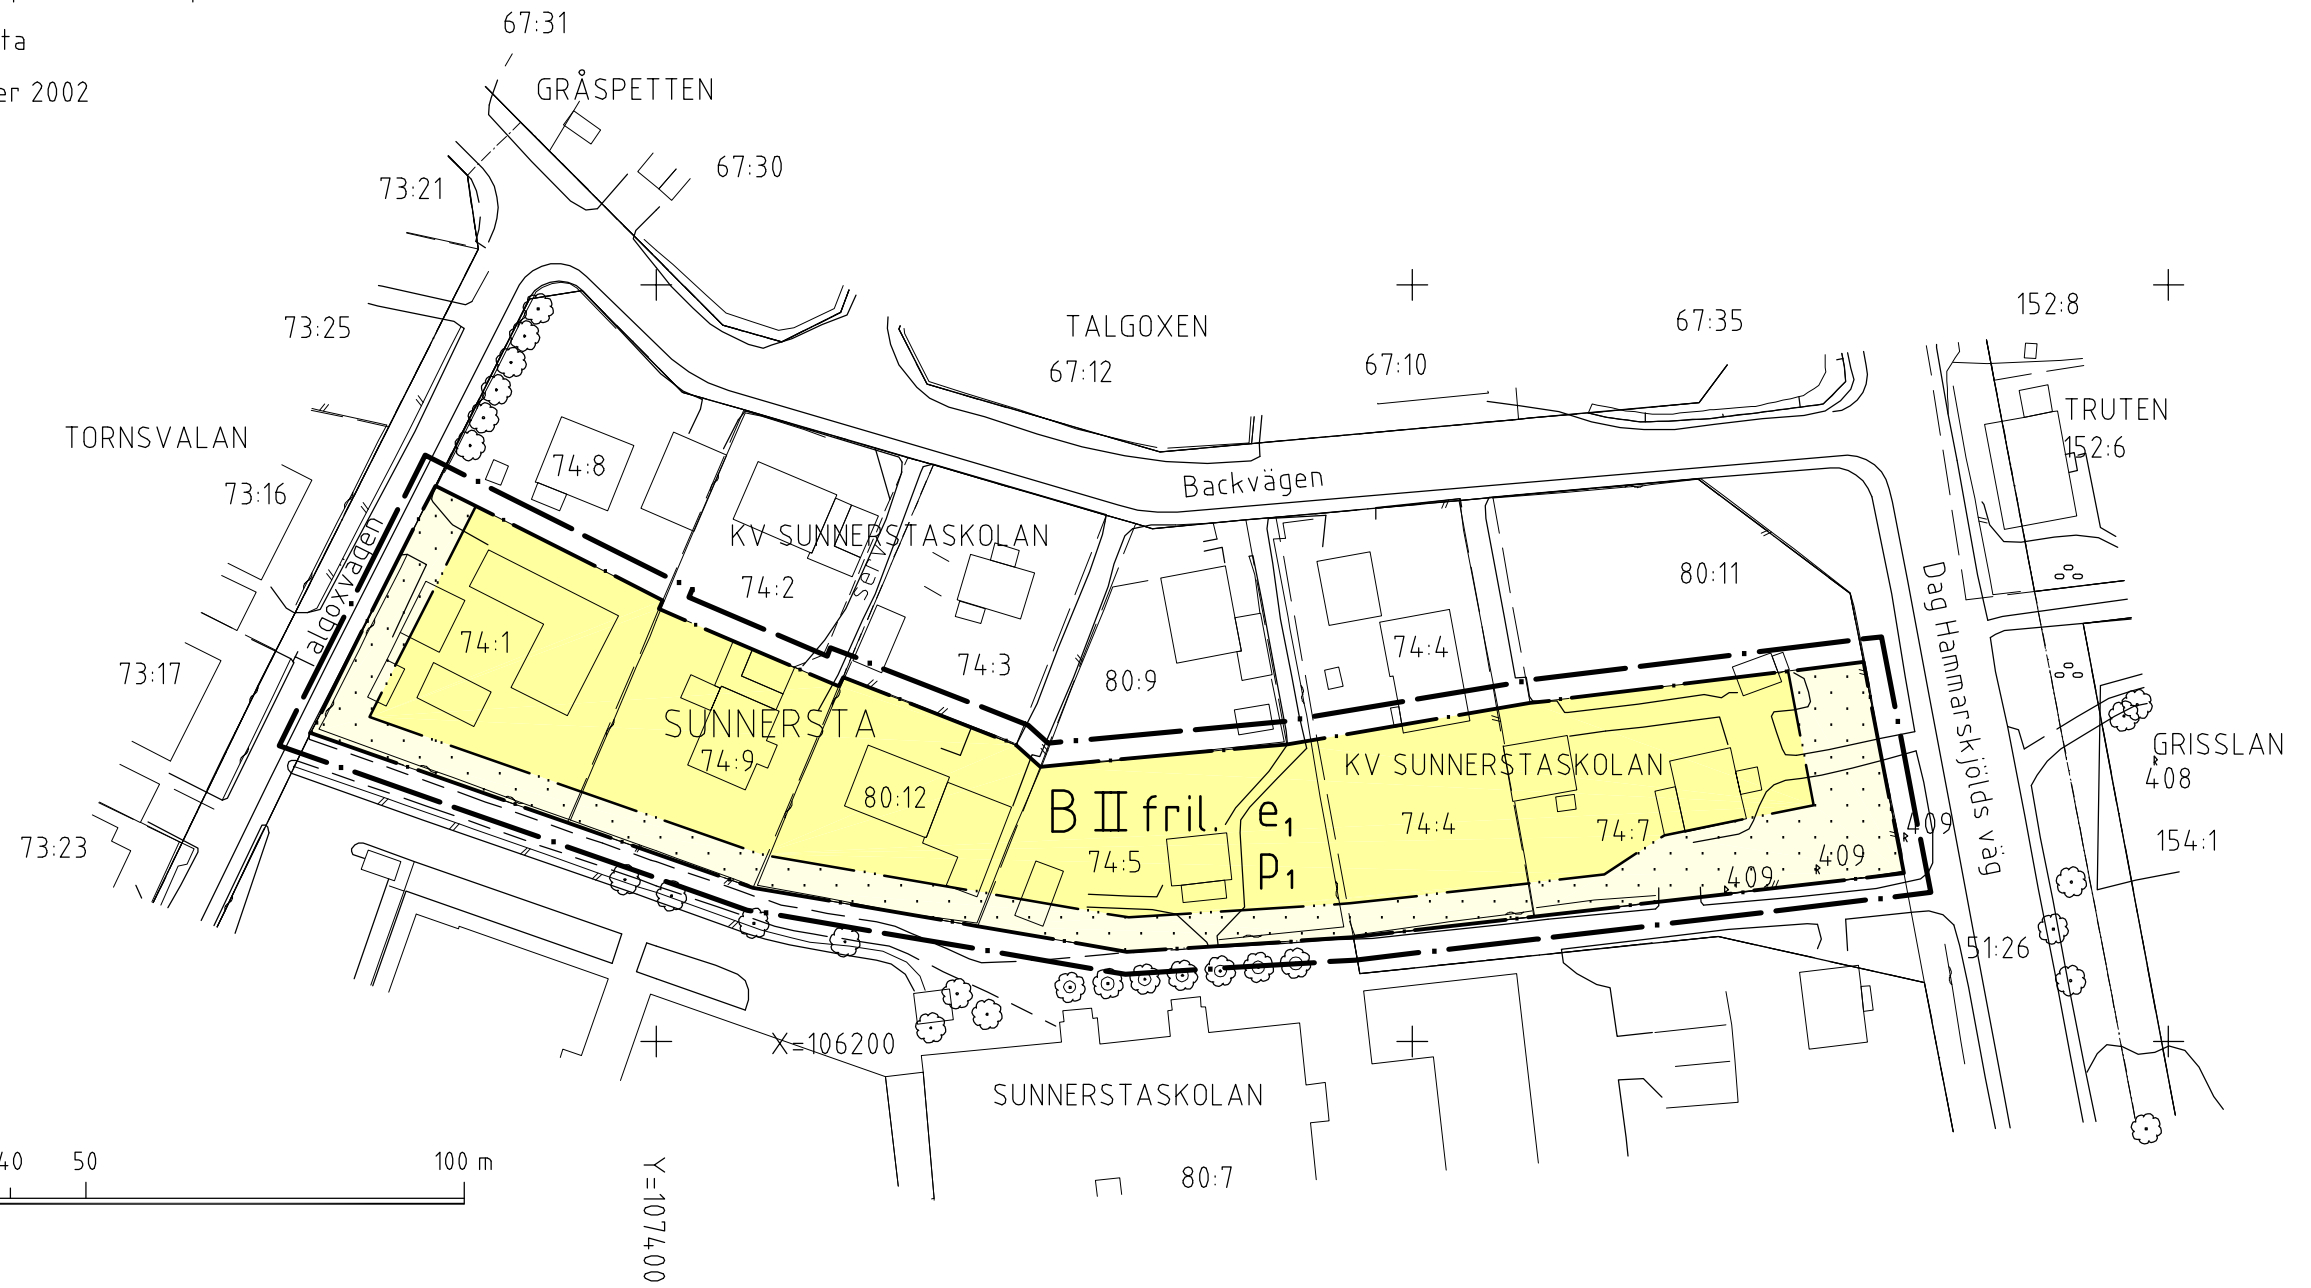 67:31
ta
er 2002
GRÅSPETTEN
67:30
73:21
152:8
67:35
73:25
TALGOXEN
67:12
67:10
TRUTEN
152:6
TORNSVALAN
74:8
73:16
Backvägen
KV SUNNERSTASKOLAN
serv
74:2
80:11
algoxvägen
74:1
74:4
74:3
80:9
73:17
Dag Hammarskjölds väg
SUNNERSTA
74:9
KV SUNNERSTASKOLAN
GRISSLAN
408
80:12
B II fril. e1
p1
74:4
74:7
409
154:1
73:23
74:5
409
409
51:26
X=106200
SUNNERSTASKOLAN
40 50 100 m
80:7
Y=107400